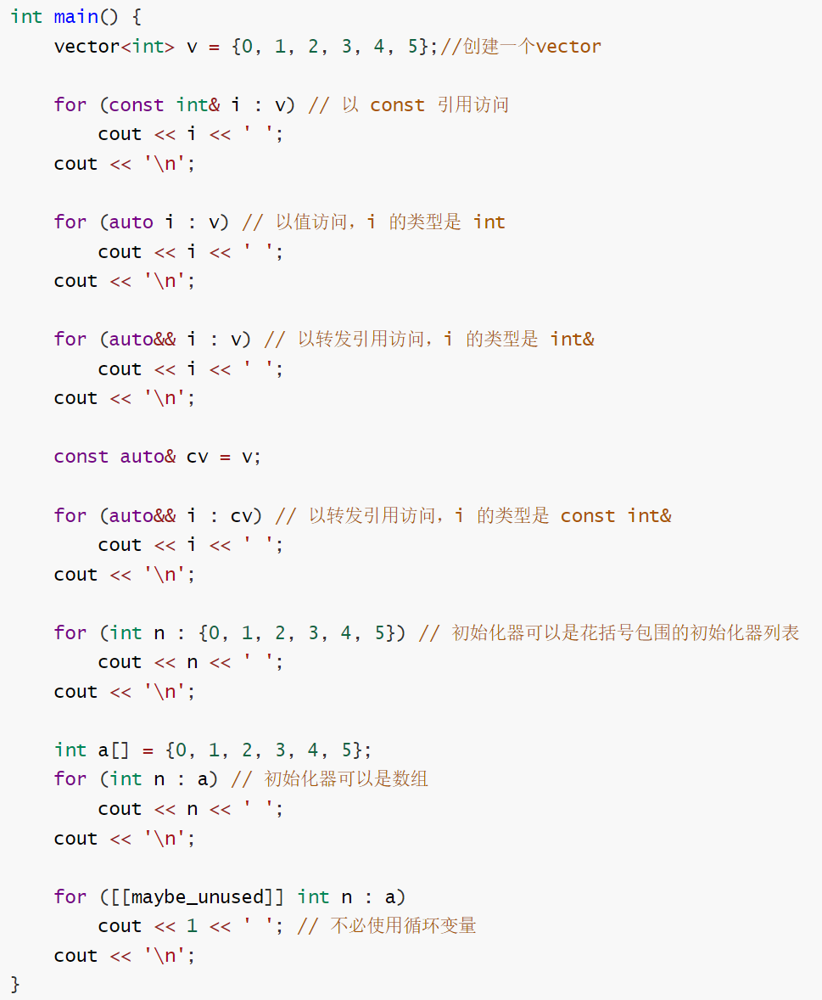 int main() {
    vector<int> v = {0, 1, 2, 3, 4, 5};//创建一个vector

    for (const int& i : v) // 以 const 引用访问
        cout << i << ' ';
    cout << '\n';

    for (auto i : v) // 以值访问，i 的类型是 int
        cout << i << ' ';
    cout << '\n';

    for (auto&& i : v) // 以转发引用访问，i 的类型是 int&
        cout << i << ' ';
    cout << '\n';

    const auto& cv = v;

    for (auto&& i : cv) // 以转发引用访问，i 的类型是 const int&
        cout << i << ' ';
    cout << '\n';

    for (int n : {0, 1, 2, 3, 4, 5}) // 初始化器可以是花括号包围的初始化器列表
        cout << n << ' ';
    cout << '\n';

    int a[] = {0, 1, 2, 3, 4, 5};
    for (int n : a) // 初始化器可以是数组
        cout << n << ' ';
    cout << '\n';

    for ([[maybe_unused]] int n : a)
        cout << 1 << ' '; // 不必使用循环变量
    cout << '\n';
}